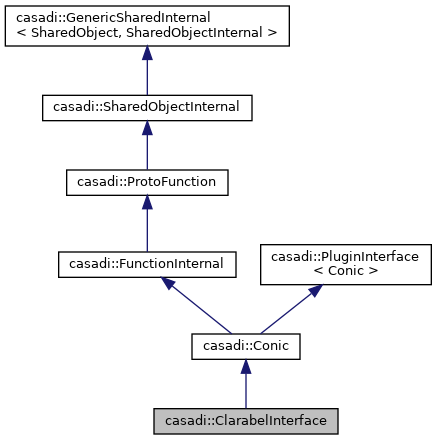 casadi::GenericSharedInternal
< SharedObject, SharedObjectInternal >
casadi::SharedObjectInternal
casadi::ProtoFunction
casadi::FunctionInternal
casadi::PluginInterface
< Conic >
casadi::Conic
casadi::ClarabelInterface